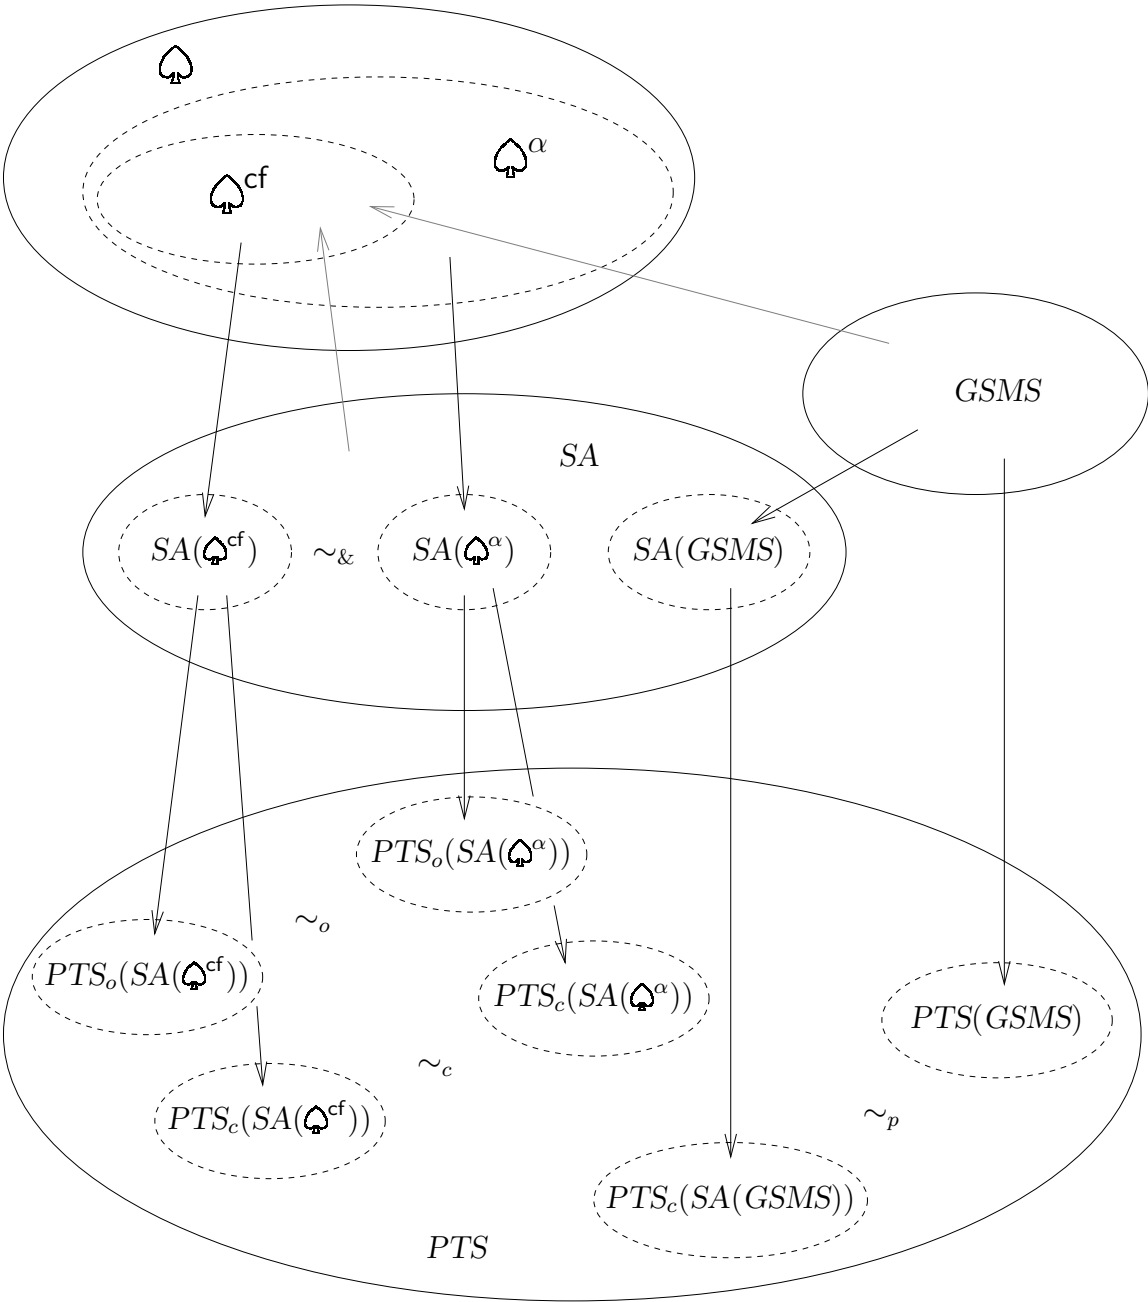 ♤
♤^α
♤^cf
GSMS
SA
SA(♤^cf) ∼_& SA(♤^α) SA(GSMS)
PTS_o(SA(♤^α))
∼_o
PTS_o(SA(♤^cf))
PTS_c(SA(♤^α))
PTS(GSMS)
∼_c
PTS_c(SA(♤^cf))
∼_p
PTS_c(SA(GSMS))
PTS